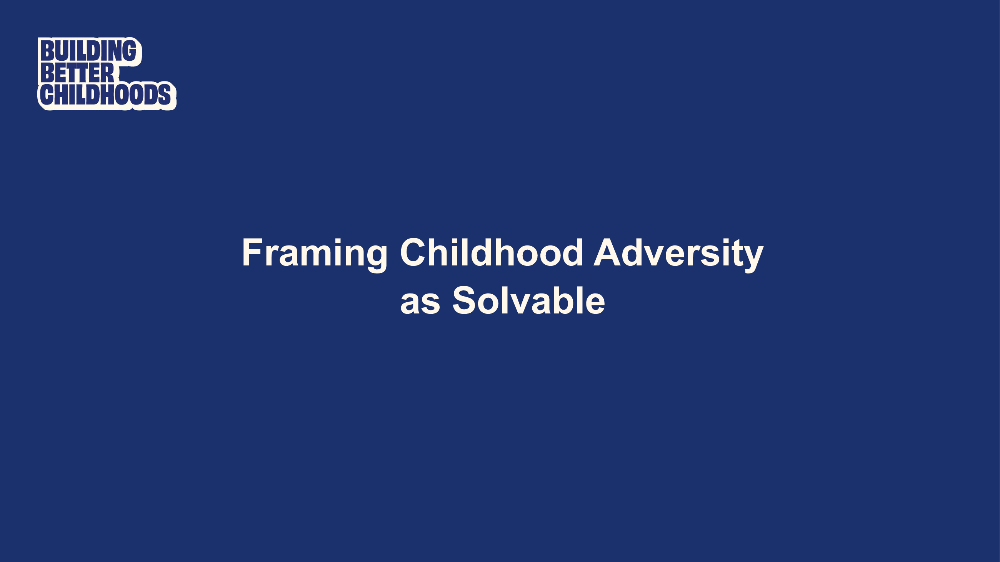 BUILDING
BETTER
CHILDHOODS
Framing Childhood Adversity
as Solvable